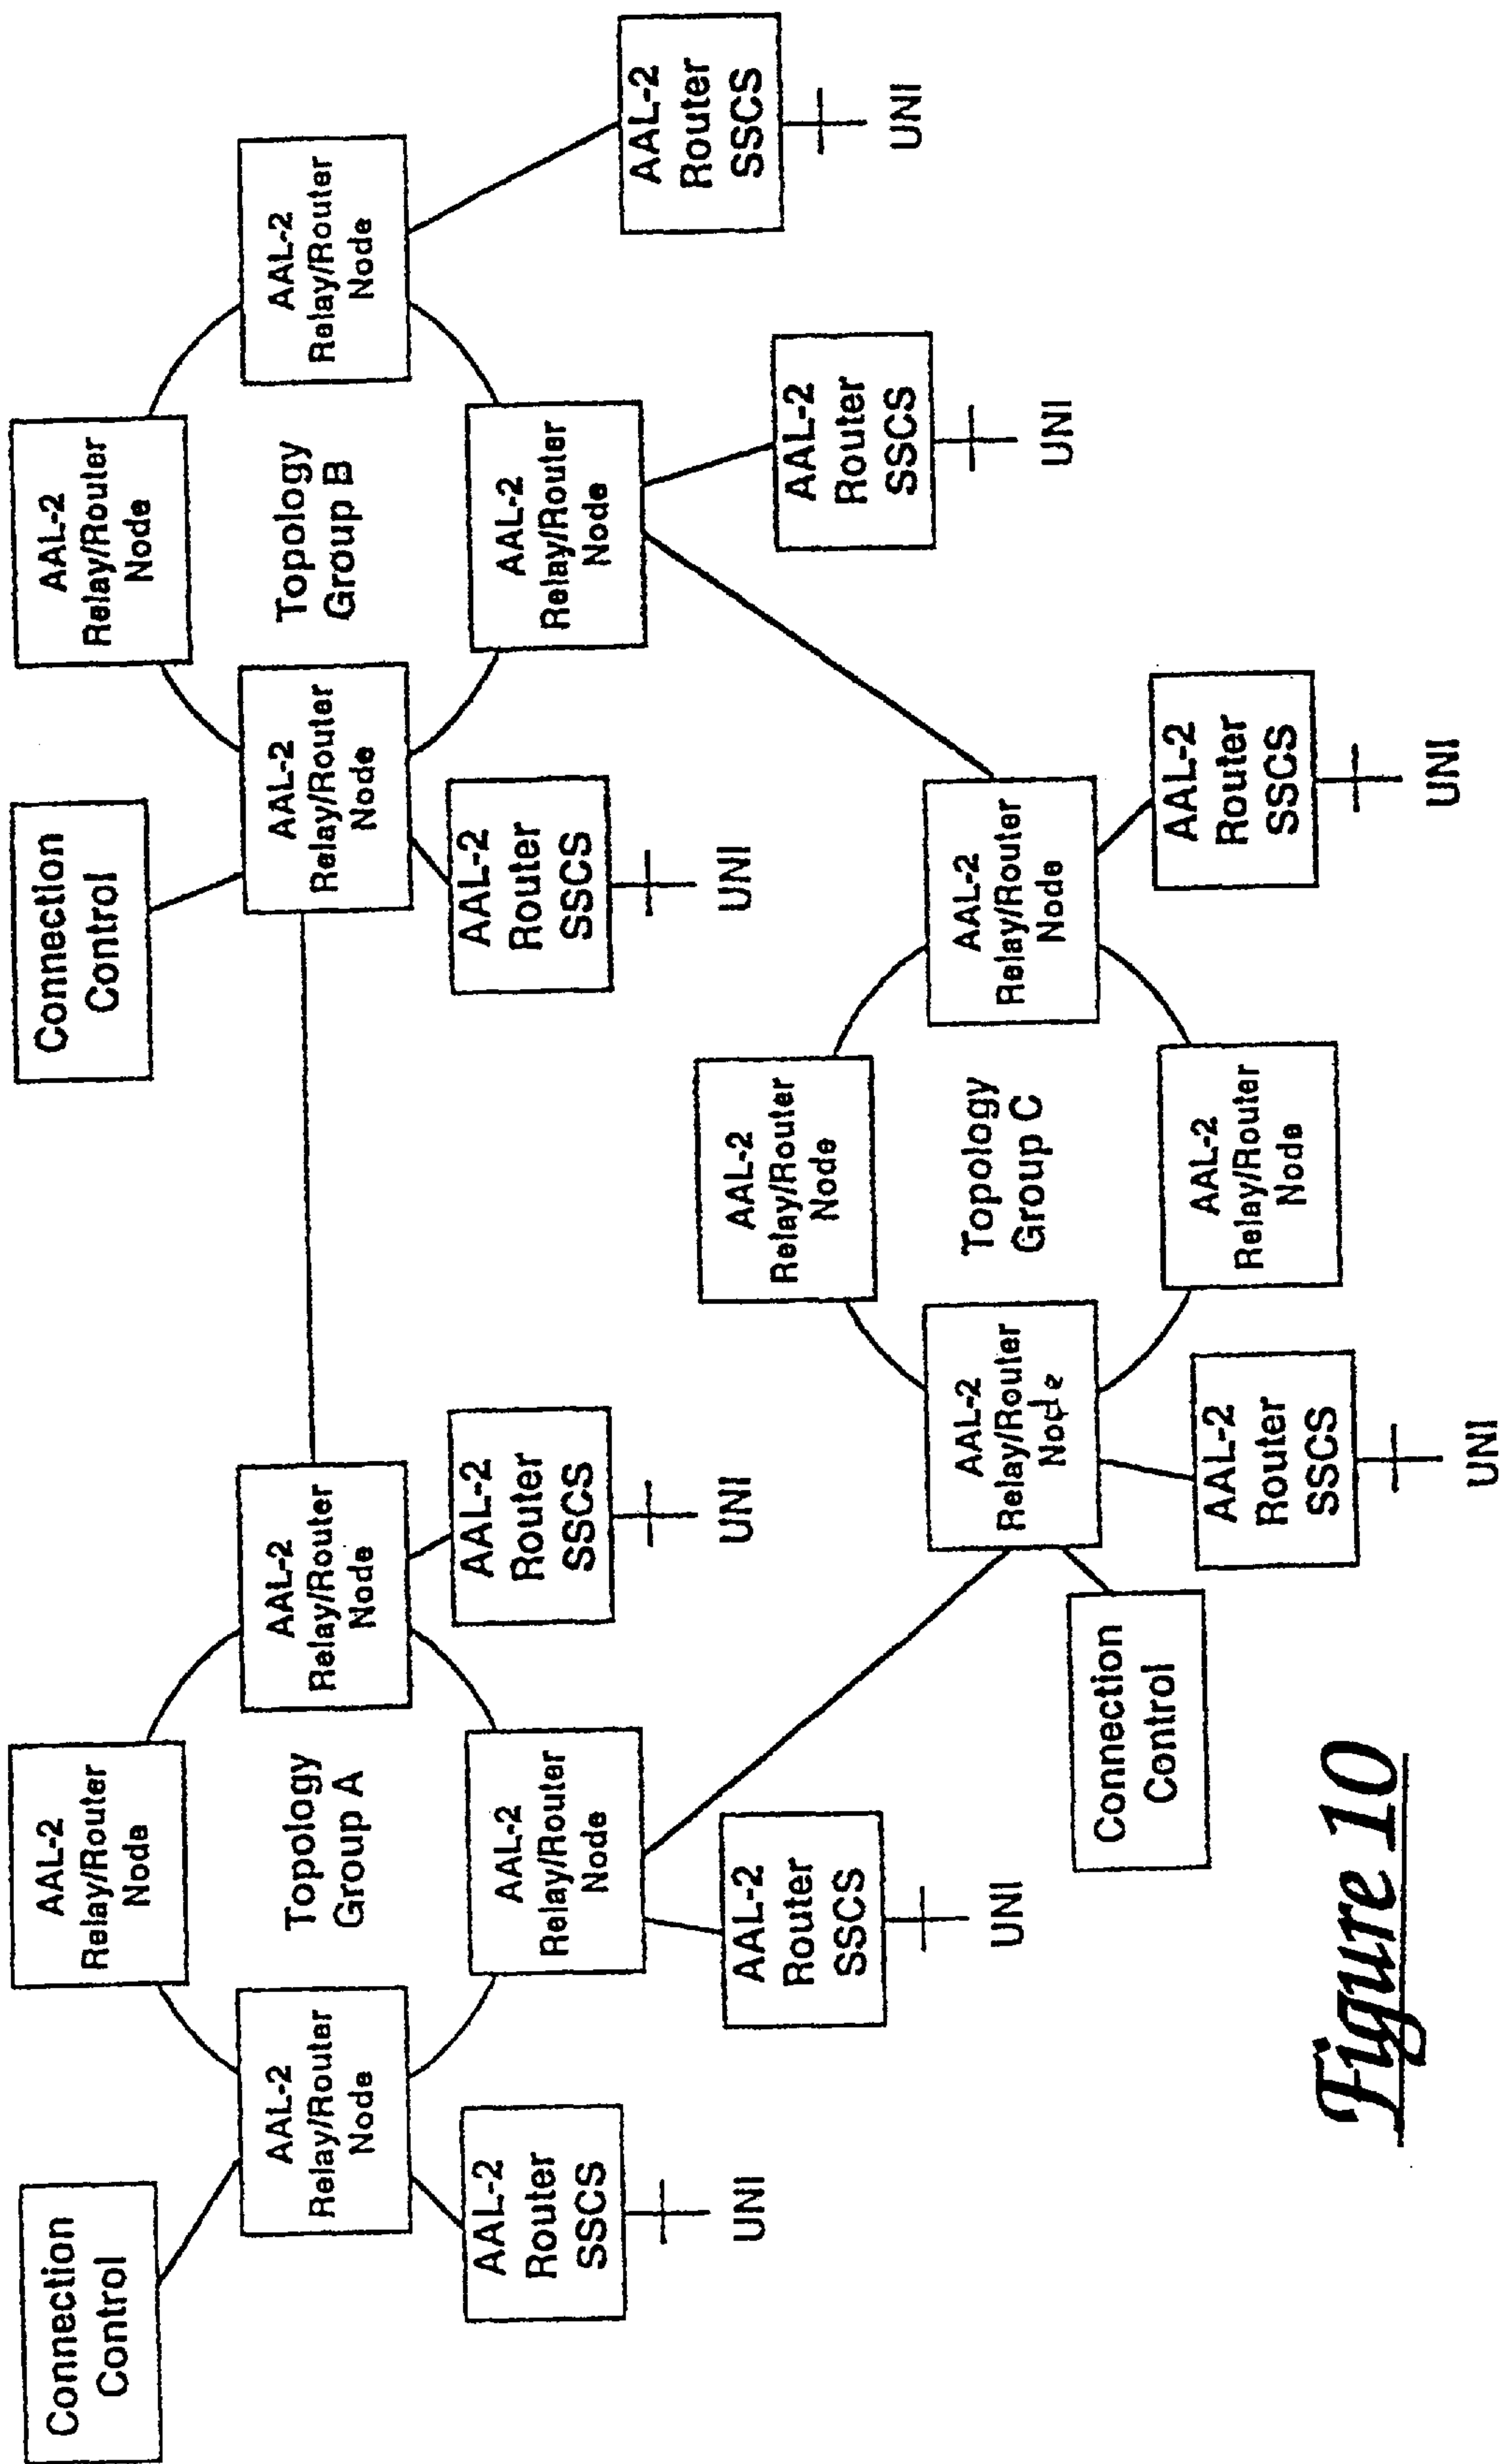 Connection
Control
AAL-2
Relay/Router
Node
AAL-2
Relay/Router
Node
Topology
Group A
AAL-2
Relay/Router
Node
AAL-2
Relay/Router
Node
AAL-2
Router
SSCS
UNI
AAL-2
Router
SSCS
UNI
AAL-2
Router
SSCS
UNI
Connection
Control
AAL-2
Relay/Router
Node
AAL-2
Relay/Router
Node
Topology
Group B
AAL-2
Relay/Router
Node
AAL-2
Relay/Router
Node
AAL-2
Router
SSCS
UNI
AAL-2
Router
SSCS
UNI
AAL-2
Router
SSCS
UNI
AAL-2
Relay/Router
Node
AAL-2
Relay/Router
Node
Topology
Group C
AAL-2
Relay/Router
Node
AAL-2
Relay/Router
Node
Connection
Control
AAL-2
Router
SSCS
UNI
AAL-2
Router
SSCS
UNI
Figure 10